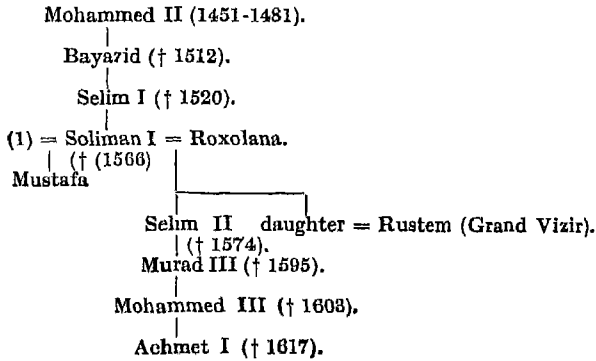 Mohammed II (1451-1481).
Bayazid († 1512).
Selim I († 1520).
(1) = Soliman I = Roxolana.
(† (1566)
Mustafa
Selim II daughter = Rustem (Grand Vizir).
(† 1574).
Murad III († 1595).
Mohammed III († 1603).
Achmet I († 1617).